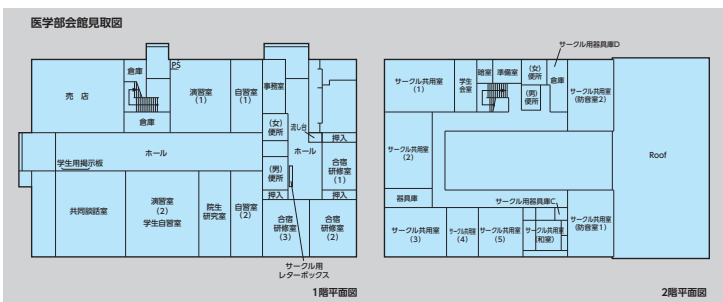 医学部会館見取図
売 店
倉庫
倉庫
PS
演習室
(1)
自習室
(1)
事務室
(女)
便所
流し台
押入
ホール
学生用掲示板
ホール
(男)
便所
合宿
研修室
(1)
押入
押入
共同談話室
演習室
(2)
学生自習室
院生
研究室
自習室
(2)
合宿
研修室
(3)
合宿
研修室
(2)
サークル用
レターボックス
1階平面図
サークル用器具庫D
サークル共用室
(1)
学生
会室
暗室
準備室
(女)
便所
倉庫
(男)
便所
サークル共用室
(防音室2)
サークル共用室
(2)
Roof
器具庫
サークル用器具庫C
サークル共用室
(3)
サークル共用室
(4)
サークル共用室
(5)
サークル共用室
(和室)
サークル共用室
(防音室1)
2階平面図